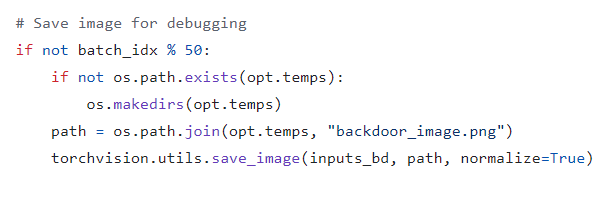 # Save image for debugging
if not batch_idx % 50:
    if not os.path.exists(opt.temps):
        os.makedirs(opt.temps)
    path = os.path.join(opt.temps, "backdoor_image.png")
    torchvision.utils.save_image(inputs_bd, path, normalize=True)